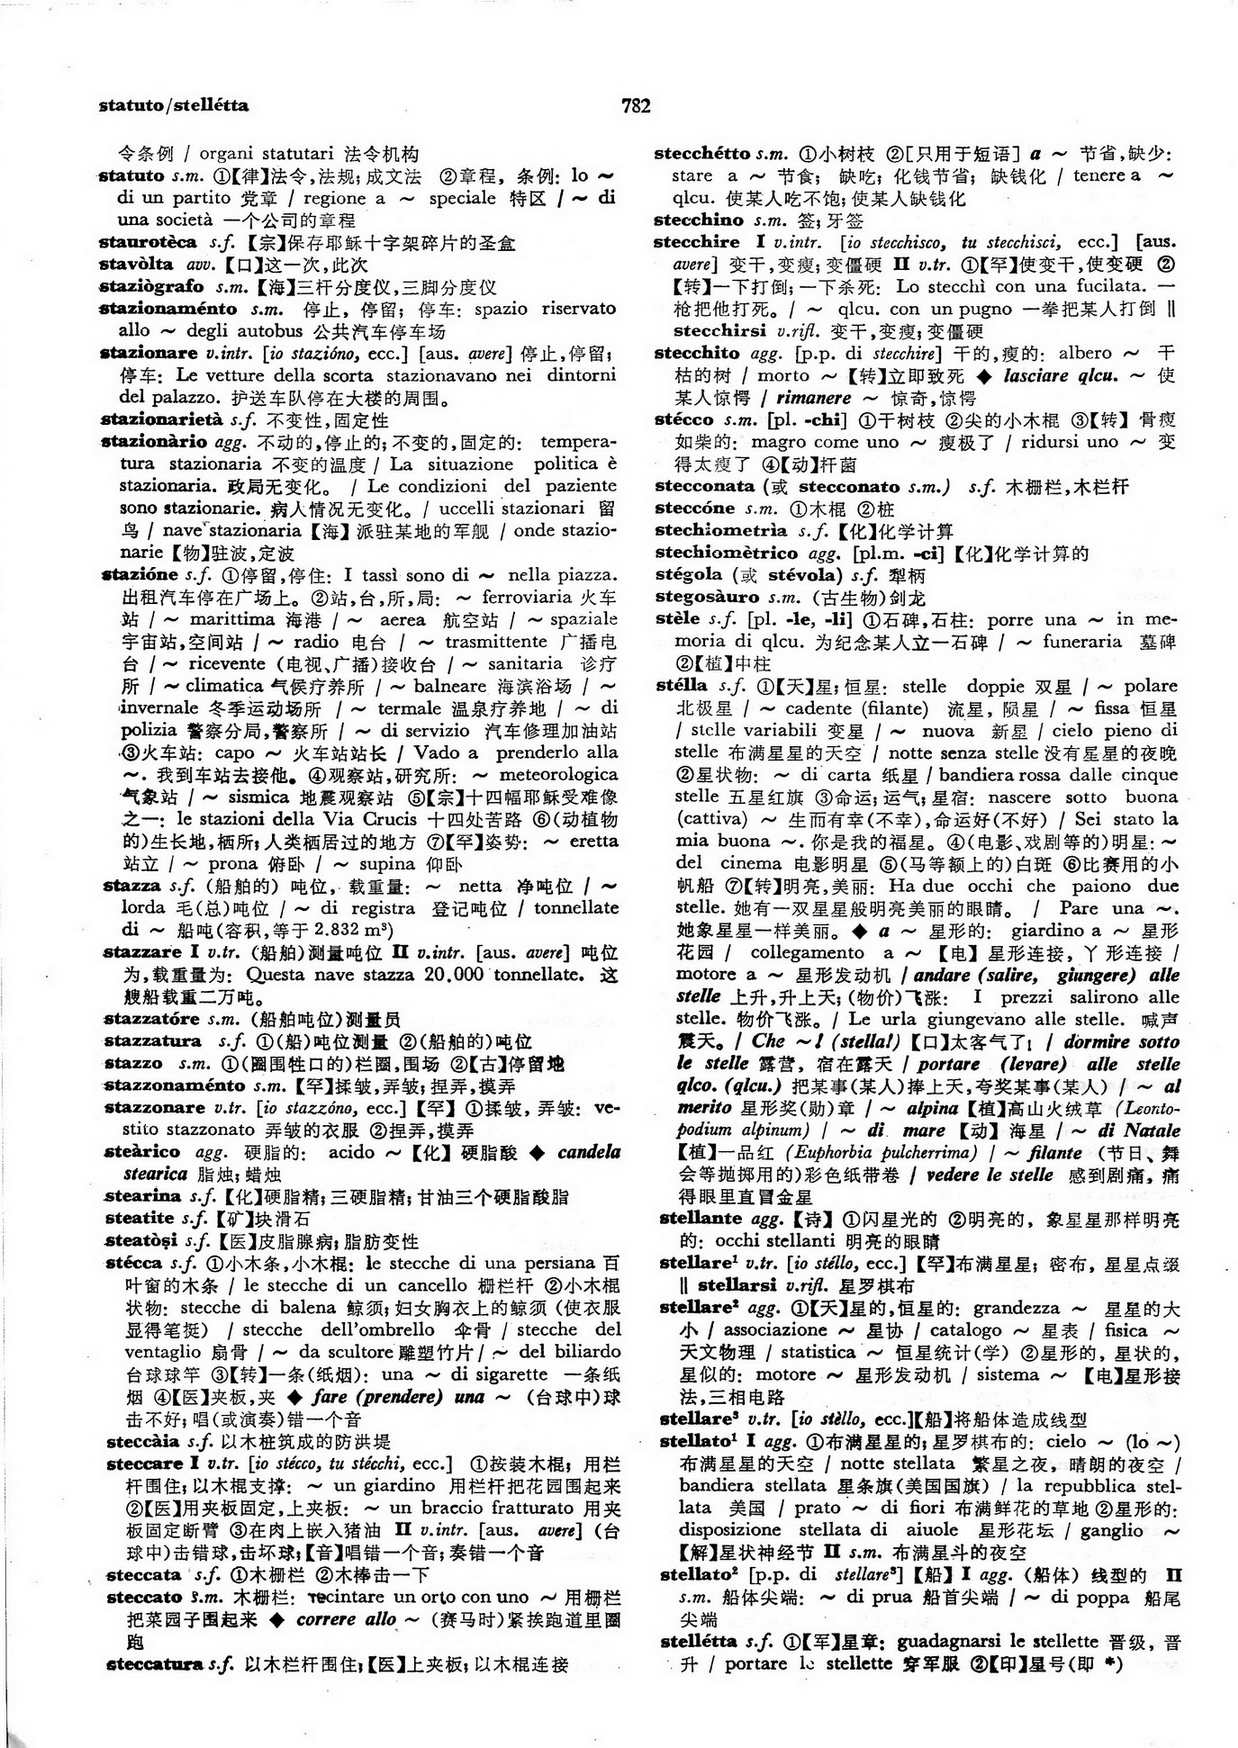 statuto/stellétta
782
令条例 / organi statutari 法令机构
statuto s.m. ①【律】法令,法规;成文法 ②章程, 条例: lo ~
di un partito 党章 / regione a ~ speciale 特区 / ~ di
una società 一个公司的章程
staurotèca s.f. 【宗】保存耶稣十字架碎片的圣盒
stavòlta avv. 【口】这一次,此次
staziògrafo s.m. 【海】三杆分度仪,三脚分度仪
stazionaménto s.m. 停止, 停留; 停车: spazio riservato
allo ~ degli autobus 公共汽车停车场
stazionare v.intr. [io stazióno, ecc.] [aus. avere] 停止,停留;
停车: Le vetture della scorta stazionavano nei dintorni
del palazzo. 护送车队停在大楼的周围。
stazionarietà s.f. 不变性,固定性
stazionàrio agg. 不动的,停止的;不变的,固定的: tempera-
tura stazionaria 不变的温度 / La situazione politica è
stazionaria. 政局无变化。 / Le condizioni del paziente
sono stazionarie. 病人情况无变化。/ uccelli stazionari 留
鸟 / nave stazionaria 【海】派驻某地的军舰 / onde stazio-
narie 【物】驻波,定波
stazióne s.f. ①停留,停住: I tassì sono di ~ nella piazza.
出租汽车停在广场上。②站,台,所,局: ~ ferroviaria 火车
站 / ~ marittima 海港 / ~ aerea 航空站 / ~ spaziale
宇宙站,空间站 / ~ radio 电台 / ~ trasmittente 广播电
台 / ~ ricevente (电视、广播)接收台 / ~ sanitaria 诊疗
所 / ~ climatica 气候疗养所 / ~ balneare 海滨浴场 / ~
invernale 冬季运动场所 / ~ termale 温泉疗养地 / ~ di
polizia 警察分局,警察所 / ~ di servizio 汽车修理加油站
③火车站: capo ~ 火车站站长 / Vado a prenderlo alla
~. 我到车站去接他。④观察站,研究所: ~ meteorologica
气象站 / ~ sismica 地震观察站 ⑤【宗】十四幅耶稣受难像
之一: le stazioni della Via Crucis 十四处苦路 ⑥(动植物
的)生长地,栖所;人类栖居过的地方 ⑦【罕】姿势: ~ eretta
站立 / ~ prona 俯卧 / ~ supina 仰卧
stazza s.f. (船舶的) 吨位, 载重量: ~ netta 净吨位 / ~
lorda 毛(总)吨位 / ~ di registra 登记吨位 / tonnellate
di ~ 船吨(容积,等于2.832 m³)
stazzare I v.tr. (船舶)测量吨位 II v.intr. [aus. avere] 吨位
为,载重量为: Questa nave stazza 20.000 tonnellate. 这
艘船载重二万吨。
stazzatóre s.m. (船舶吨位)测量员
stazzatura s.f. ①(船)吨位测量 ②(船舶的)吨位
stazzo s.m. ①(圈围牲口的)栏圈,围场 ②【古】停留地
stazzonaménto s.m. 【罕】揉皱,弄皱;捏弄,摸弄
stazzonare v.tr. [io stazzóno, ecc.] 【罕】 ①揉皱, 弄皱: ve-
stito stazzonato 弄皱的衣服 ②捏弄,摸弄
steàrico agg. 硬脂的: acido ~【化】硬脂酸 ◆ candela
stearica 脂烛;蜡烛
stearina s.f. 【化】硬脂精;三硬脂精;甘油三个硬脂酸脂
steatite s.f. 【矿】块滑石
steatòsi s.f. 【医】皮脂腺病;脂肪变性
stécca s.f. ①小木条,小木棍: le stecche di una persiana 百
叶窗的木条 / le stecche di un cancello 栅栏杆 ②小木棍
状物: stecche di balena 鲸须;妇女胸衣上的鲸须 (使衣服
显得笔挺) / stecche dell'ombrello 伞骨 / stecche del
ventaglio 扇骨 / ~ da scultore 雕塑竹片 / ~ del biliardo
台球球竿 ③【转】一条(纸烟): una ~ di sigarette 一条纸
烟 ④【医】夹板,夹 ◆ fare (prendere) una ~ (台球中)球
击不好;唱(或演奏)错一个音
steccàia s.f. 以木桩筑成的防洪堤
steccare I v.tr. [io stécco, tu stécchi, ecc.] ①按装木棍; 用栏
杆围住;以木棍支撑: ~ un giardino 用栏杆把花园围起来
②【医】用夹板固定,上夹板: ~ un braccio fratturato 用夹
板固定断臂 ③在肉上嵌入猪油 II v.intr. [aus. avere] (台
球中)击错球,击坏球;【音】唱错一个音;奏错一个音
steccata s.f. ①木栅栏 ②木棒击一下
steccato s.m. 木栅栏: recintare un orto con uno ~ 用栅栏
把菜园子围起来 ◆ correre allo ~ (赛马时)紧挨跑道里圈
跑
steccatura s.f. 以木栏杆围住;【医】上夹板;以木棍连接
stecchétto s.m. ①小树枝 ②[只用于短语] a ~ 节省,缺少:
stare a ~ 节食; 缺吃; 化钱节省; 缺钱化 / tenere a ~
qlcu. 使某人吃不饱;使某人缺钱化
stecchino s.m. 签;牙签
stecchire I v.intr. [io stecchisco, tu stecchisci, ecc.] [aus.
avere] 变干,变瘦;变僵硬 II v.tr. ①【罕】使变干,使变硬 ②
【转】一下打倒;一下杀死: Lo stecchì con una fucilata. 一
枪把他打死。/ ~ qlcu. con un pugno 一拳把某人打倒 ‖
stecchirsi v.rifl. 变干,变瘦;变僵硬
stecchito agg. [p.p. di stecchire] 干的,瘦的: albero ~ 干
枯的树 / morto ~ 【转】立即致死 ◆ lasciare qlcu. ~ 使
某人惊愕 / rimanere ~ 惊奇,惊愕
stécco s.m. [pl. -chi] ①干树枝 ②尖的小木棍 ③【转】骨瘦
如柴的: magro come uno ~ 瘦极了 / ridursi uno ~ 变
得太瘦了 ④【动】杆菌
stecconata (或 stecconato s.m.) s.f. 木栅栏,木栏杆
steccóne s.m. ①木棍 ②桩
stechiometrìa s.f. 【化】化学计算
stechiomètrico agg. [pl.m. -ci] 【化】化学计算的
stégola (或 stévola) s.f. 犁柄
stegosàuro s.m. (古生物)剑龙
stèle s.f. [pl. -le, -li] ①石碑,石柱: porre una ~ in me-
moria di qlcu. 为纪念某人立一石碑 / ~ funeraria 墓碑
②【植】中柱
stélla s.f. ①【天】星;恒星: stelle doppie 双星 / ~ polare
北极星 / ~ cadente (filante) 流星, 陨星 / ~ fissa 恒星
/ stelle variabili 变星 / ~ nuova 新星 / cielo pieno di
stelle 布满星星的天空 / notte senza stelle 没有星星的夜晚
②星状物: ~ di carta 纸星 / bandiera rossa dalle cinque
stelle 五星红旗 ③命运;运气;星宿: nascere sotto buona
(cattiva) ~ 生而有幸(不幸),命运好(不好) / Sei stato la
mia buona ~. 你是我的福星。④(电影、戏剧等的)明星: ~
del cinema 电影明星 ⑤(马等额上的)白斑 ⑥比赛用的小
帆船 ⑦【转】明亮,美丽: Ha due occhi che paiono due
stelle. 她有一双星星般明亮美丽的眼睛。 / Pare una ~.
她象星星一样美丽。◆ a ~ 星形的: giardino a ~ 星形
花园 / collegamento a ~ 【电】星形连接, 丫形连接 /
motore a ~ 星形发动机 / andare (salire, giungere) alle
stelle 上升,升上天;(物价)飞涨: I prezzi salirono alle
stelle. 物价飞涨。/ Le urla giungevano alle stelle. 喊声
震天。/ Che ~! (stella!) 【口】太客气了! / dormire sotto
le stelle 露营, 宿在露天 / portare (levare) alle stelle
qlco. (qlcu.) 把某事(某人)捧上天,夸奖某事(某人) / ~ al
merito 星形奖(勋)章 / ~ alpina 【植】高山火绒草 (Leonto-
podium alpinum) / ~ di mare 【动】海星 / ~ di Natale
【植】一品红 (Euphorbia pulcherrima) / ~ filante (节日、舞
会等抛掷用的)彩色纸带卷 / vedere le stelle 感到剧痛, 痛
得眼里直冒金星
stellante agg. 【诗】 ①闪星光的 ②明亮的, 象星星那样明亮
的: occhi stellanti 明亮的眼睛
stellare¹ v.tr. [io stéllo, ecc.] 【罕】布满星星; 密布, 星星点缀
‖ stellarsi v.rifl. 星罗棋布
stellare² agg. ①【天】星的,恒星的: grandezza ~ 星星的大
小 / associazione ~ 星协 / catalogo ~ 星表 / fisica ~
天文物理 / statistica ~ 恒星统计(学) ②星形的, 星状的,
星似的: motore ~ 星形发动机 / sistema ~ 【电】星形接
法,三相电路
stellare³ v.tr. [io stèllo, ecc.]【船】将船体造成线型
stellato¹ I agg. ①布满星星的;星罗棋布的: cielo ~ (lo ~)
布满星星的天空 / notte stellata 繁星之夜, 晴朗的夜空 /
bandiera stellata 星条旗(美国国旗) / la repubblica stel-
lata 美国 / prato ~ di fiori 布满鲜花的草地 ②星形的:
disposizione stellata di aiuole 星形花坛 / ganglio ~
【解】星状神经节 II s.m. 布满星斗的夜空
stellato² [p.p. di stellare³] 【船】 I agg. (船体) 线型的 II
s.m. 船体尖端: ~ di prua 船首尖端 / ~ di poppa 船尾
尖端
stellétta s.f. ①【军】星章: guadagnarsi le stellette 晋级, 晋
升 / portare le stellette 穿军服 ②【印】星号(即 *)